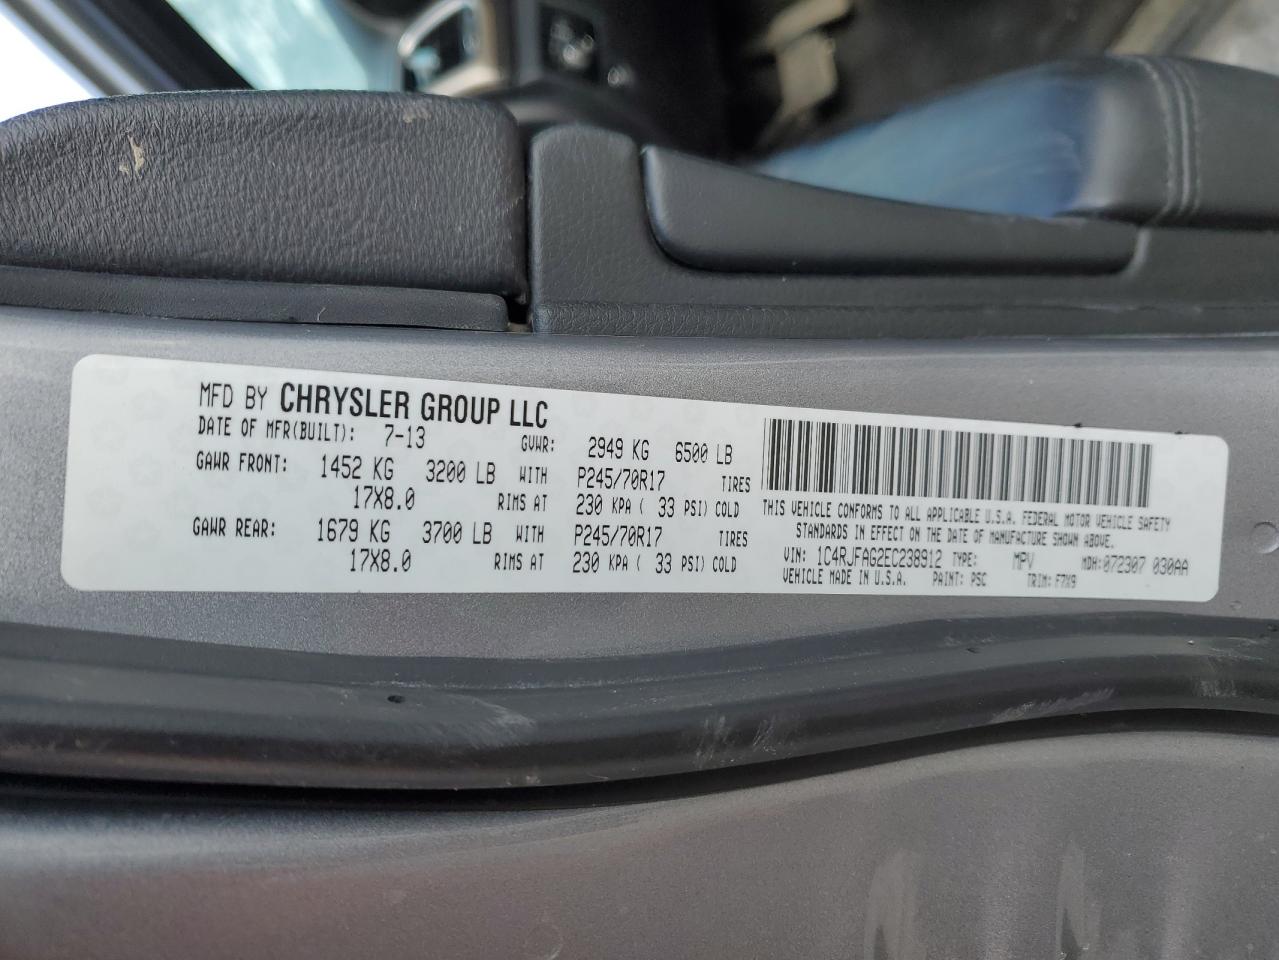 MFD BY CHRYSLER GROUP LLC
DATE OF MFR(BUILT): 7-13 GVWR: 2949 KG 6500 LB
GAWR FRONT: 1452 KG 3200 LB WITH P245/70R17 TIRES
17X8.0 RIMS AT 230 KPA ( 33 PSI) COLD
GAWR REAR: 1679 KG 3700 LB WITH P245/70R17 TIRES
17X8.0 RIMS AT 230 KPA ( 33 PSI) COLD
THIS VEHICLE CONFORMS TO ALL APPLICABLE U.S.A. FEDERAL MOTOR VEHICLE SAFETY
STANDARDS IN EFFECT ON THE DATE OF MANUFACTURE SHOWN ABOVE.
VIN: 1C4RJFAG2EC238912 TYPE: MPV MDH:072307 030AA
VEHICLE MADE IN U.S.A. PAINT: PSC TRIM: F7X9